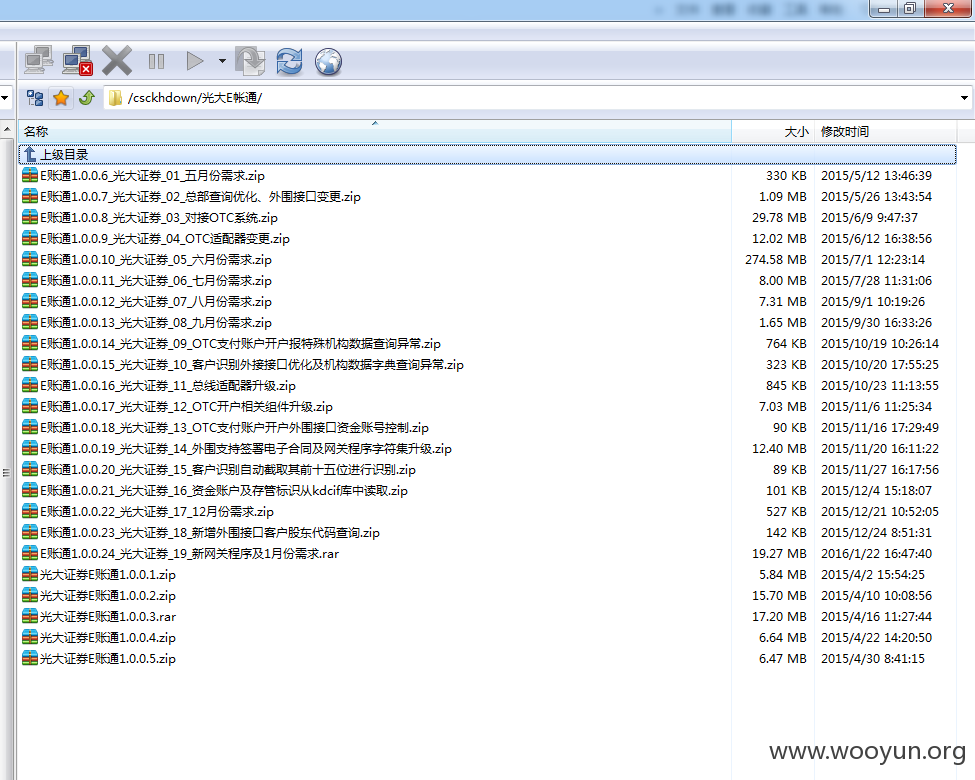 /csckhdown/光大E帐通/
名称 大小 修改时间
上级目录
E账通1.0.0.6_光大证券_01_五月份需求.zip 330 KB 2015/5/12 13:46:39
E账通1.0.0.7_光大证券_02_总部查询优化、外围接口变更.zip 1.09 MB 2015/5/26 13:43:54
E账通1.0.0.8_光大证券_03_对接OTC系统.zip 29.78 MB 2015/6/9 9:47:37
E账通1.0.0.9_光大证券_04_OTC适配器变更.zip 12.02 MB 2015/6/12 16:38:56
E账通1.0.0.10_光大证券_05_六月份需求.zip 274.58 MB 2015/7/1 12:23:14
E账通1.0.0.11_光大证券_06_七月份需求.zip 8.00 MB 2015/7/28 11:31:06
E账通1.0.0.12_光大证券_07_八月份需求.zip 7.31 MB 2015/9/1 10:19:26
E账通1.0.0.13_光大证券_08_九月份需求.zip 1.65 MB 2015/9/30 16:33:26
E账通1.0.0.14_光大证券_09_OTC支付账户开户报特殊机构数据查询异常.zip 764 KB 2015/10/19 10:26:14
E账通1.0.0.15_光大证券_10_客户识别外接接口优化及机构数据字典查询异常.zip 323 KB 2015/10/20 17:55:25
E账通1.0.0.16_光大证券_11_总线适配器升级.zip 845 KB 2015/10/23 11:13:55
E账通1.0.0.17_光大证券_12_OTC开户相关组件升级.zip 7.03 MB 2015/11/6 11:25:34
E账通1.0.0.18_光大证券_13_OTC支付账户开户外围接口资金账号控制.zip 90 KB 2015/11/16 17:29:49
E账通1.0.0.19_光大证券_14_外围支持签署电子合同及网关程序字符集升级.zip 12.40 MB 2015/11/20 16:11:22
E账通1.0.0.20_光大证券_15_客户识别自动截取其前十五位进行识别.zip 89 KB 2015/11/27 16:17:56
E账通1.0.0.21_光大证券_16_资金账户及存管标识从kdcif库中读取.zip 101 KB 2015/12/4 15:18:07
E账通1.0.0.22_光大证券_17_12月份需求.zip 527 KB 2015/12/21 10:52:05
E账通1.0.0.23_光大证券_18_新增外围接口客户股东代码查询.zip 142 KB 2015/12/24 8:51:31
E账通1.0.0.24_光大证券_19_新网关程序及1月份需求.rar 19.27 MB 2016/1/22 16:47:40
光大证券E账通1.0.0.1.zip 5.84 MB 2015/4/2 15:54:25
光大证券E账通1.0.0.2.zip 15.70 MB 2015/4/10 10:08:56
光大证券E账通1.0.0.3.rar 17.20 MB 2015/4/16 11:27:44
光大证券E账通1.0.0.4.zip 6.64 MB 2015/4/22 14:20:50
光大证券E账通1.0.0.5.zip 6.47 MB 2015/4/30 8:41:15
www.wooyun.org